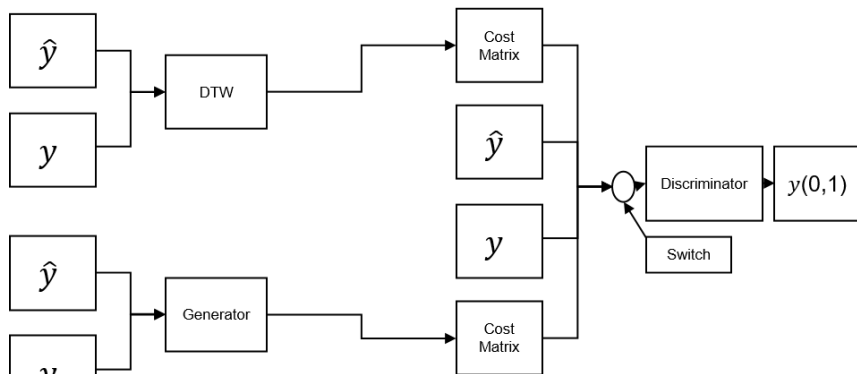 ŷ
DTW
y
Cost
Matrix
ŷ
y
Discriminator
y(0,1)
Switch
ŷ
Generator
y
Cost
Matrix